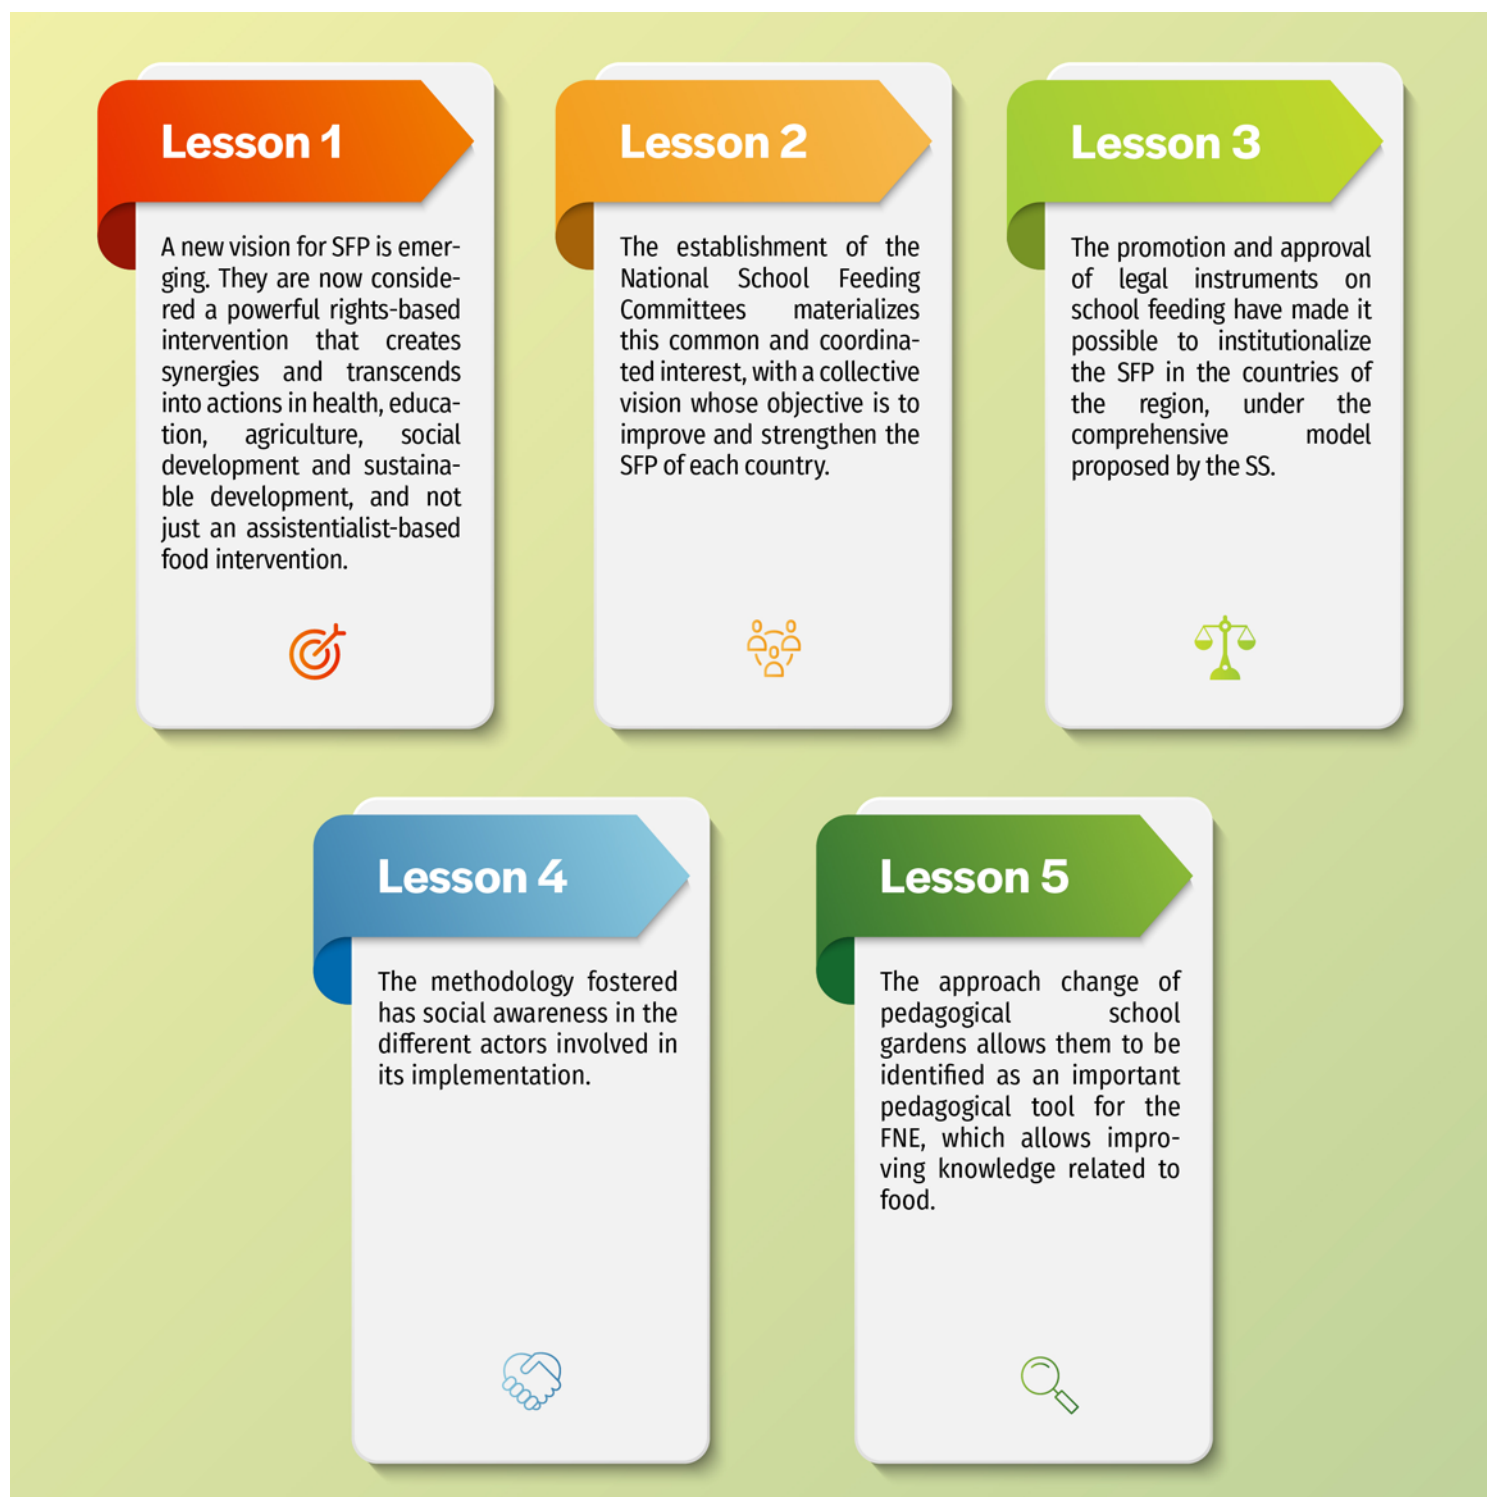 Lesson 1
A new vision for SFP is emer-
ging. They are now conside-
red a powerful rights-based
intervention that creates
synergies and transcends
into actions in health, educa-
tion, agriculture, social
development and sustaina-
ble development, and not
just an assistentialist-based
food intervention.
Lesson 2
The establishment of the
National School Feeding
Committees materializes
this common and coordina-
ted interest, with a collective
vision whose objective is to
improve and strengthen the
SFP of each country.
Lesson 3
The promotion and approval
of legal instruments on
school feeding have made it
possible to institutionalize
the SFP in the countries of
the region, under the
comprehensive model
proposed by the SS.
Lesson 4
The methodology fostered
has social awareness in the
different actors involved in
its implementation.
Lesson 5
The approach change of
pedagogical school
gardens allows them to be
identified as an important
pedagogical tool for the
FNE, which allows impro-
ving knowledge related to
food.